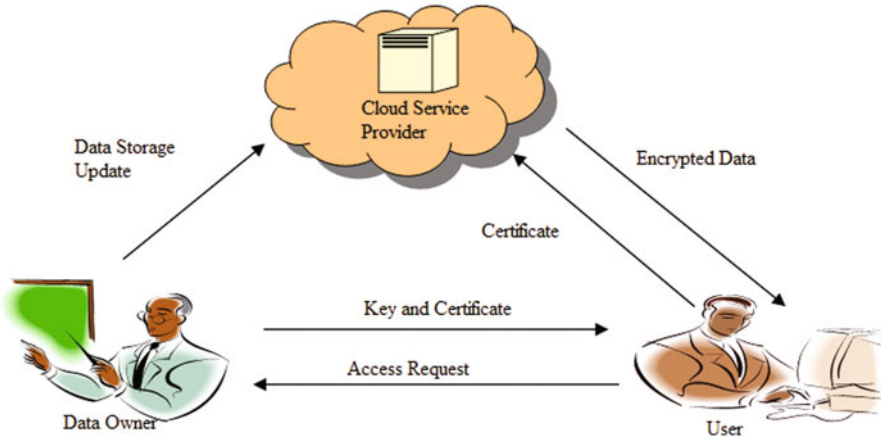 Cloud Service
Provider
Data Storage
Update
Encrypted Data
Certificate
Key and Certificate
Access Request
Data Owner
User